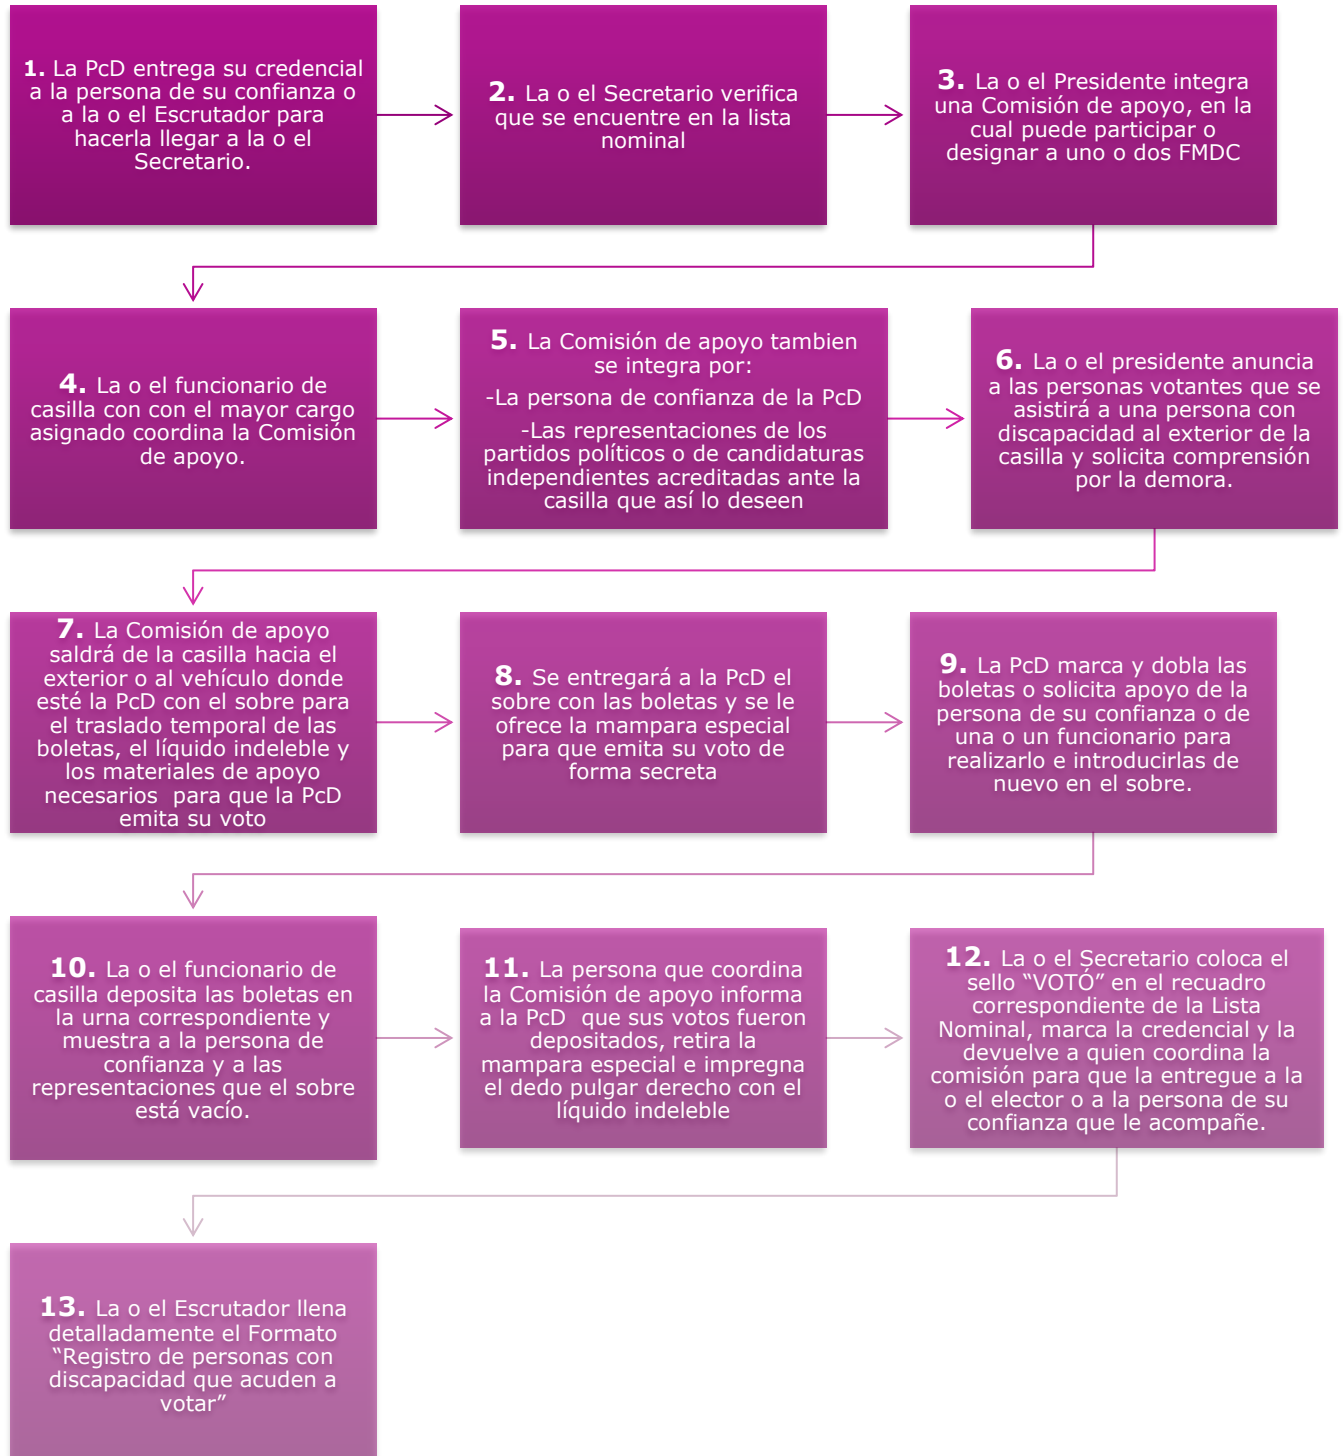 1. La PcD entrega su credencial
a la persona de su confianza o
a la o el Escrutador para
hacerla llegar a la o el
Secretario.
2. La o el Secretario verifica
que se encuentre en la lista
nominal
3. La o el Presidente integra
una Comisión de apoyo, en la
cual puede participar o
designar a uno o dos FMDC
4. La o el funcionario de
casilla con con el mayor cargo
asignado coordina la Comisión
de apoyo.
5. La Comisión de apoyo tambien
se integra por:
-La persona de confianza de la PcD
-Las representaciones de los
partidos políticos o de candidaturas
independientes acreditadas ante la
casilla que así lo deseen
6. La o el presidente anuncia
a las personas votantes que se
asistirá a una persona con
discapacidad al exterior de la
casilla y solicita comprensión
por la demora.
7. La Comisión de apoyo
saldrá de la casilla hacia el
exterior o al vehículo donde
esté la PcD con el sobre para
el traslado temporal de las
boletas, el líquido indeleble y
los materiales de apoyo
necesarios para que la PcD
emita su voto
8. Se entregará a la PcD el
sobre con las boletas y se le
ofrece la mampara especial
para que emita su voto de
forma secreta
9. La PcD marca y dobla las
boletas o solicita apoyo de la
persona de su confianza o de
una o un funcionario para
realizarlo e introducirlas de
nuevo en el sobre.
10. La o el funcionario de
casilla deposita las boletas en
la urna correspondiente y
muestra a la persona de
confianza y a las
representaciones que el sobre
está vacío.
11. La persona que coordina
la Comisión de apoyo informa
a la PcD que sus votos fueron
depositados, retira la
mampara especial e impregna
el dedo pulgar derecho con el
líquido indeleble
12. La o el Secretario coloca el
sello “VOTÓ” en el recuadro
correspondiente de la Lista
Nominal, marca la credencial y la
devuelve a quien coordina la
comisión para que la entregue a la
o el elector o a la persona de su
confianza que le acompañe.
13. La o el Escrutador llena
detalladamente el Formato
“Registro de personas con
discapacidad que acuden a
votar”